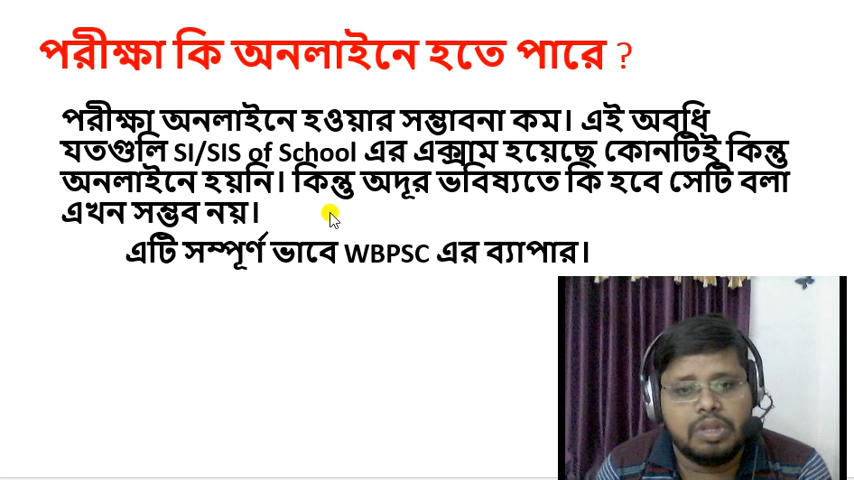 পরীক্ষা কি অনলাইনে হতে পারে ?
পরীক্ষা অনলাইনে হওয়ার সম্ভাবনা কম। এই অবধি
যতগুলি SI/SIS of School এর এক্সাম হয়েছে কোনটিই কিন্তু
অনলাইনে হয়নি। কিন্তু অদূর ভবিষ্যতে কি হবে সেটি বলা
এখন সম্ভব নয়।
এটি সম্পূর্ণ ভাবে WBPSC এর ব্যাপার।